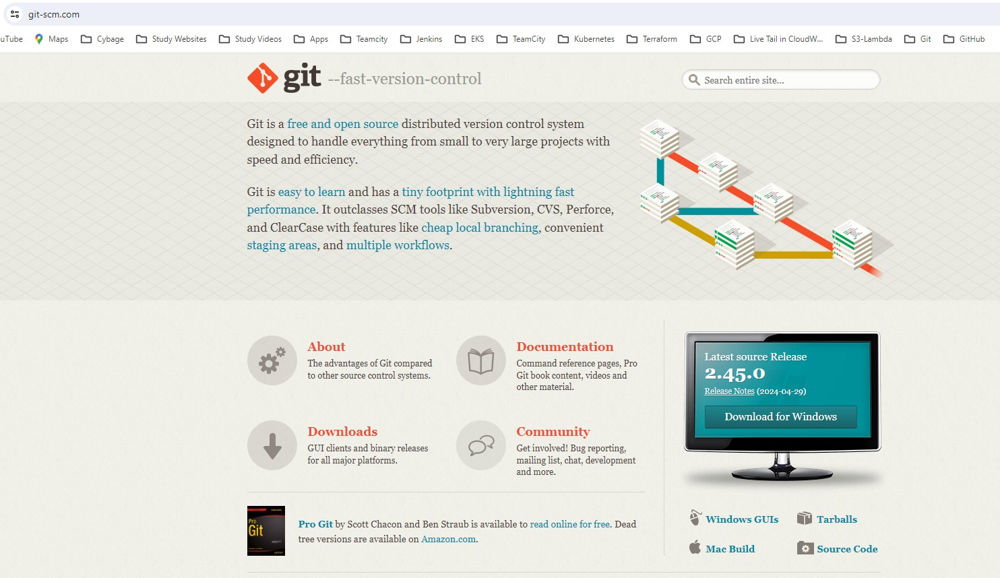 git-scm.com
uTube
Maps
Cybage
Study Websites
Study Videos
Apps
Teamcity
Jenkins
EKS
TeamCity
Kubernetes
Terraform
GCP
Live Tail in CloudW...
S3-Lambda
Git
GitHub
git --fast-version-control
Search entire site...
Git is a free and open source distributed version control system
designed to handle everything from small to very large projects with
speed and efficiency.
Git is easy to learn and has a tiny footprint with lightning fast
performance. It outclasses SCM tools like Subversion, CVS, Perforce,
and ClearCase with features like cheap local branching, convenient
staging areas, and multiple workflows.
About
The advantages of Git compared
to other source control systems.
Documentation
Command reference pages, Pro
Git book content, videos and
other material.
Downloads
GUI clients and binary releases
for all major platforms.
Community
Get involved! Bug reporting,
mailing list, chat, development
and more.
Latest source Release
2.45.0
Release Notes (2024-04-29)
Download for Windows
Pro
Git
Pro Git by Scott Chacon and Ben Straub is available to read online for free. Dead
tree versions are available on Amazon.com.
Windows GUIs
Tarballs
Mac Build
Source Code